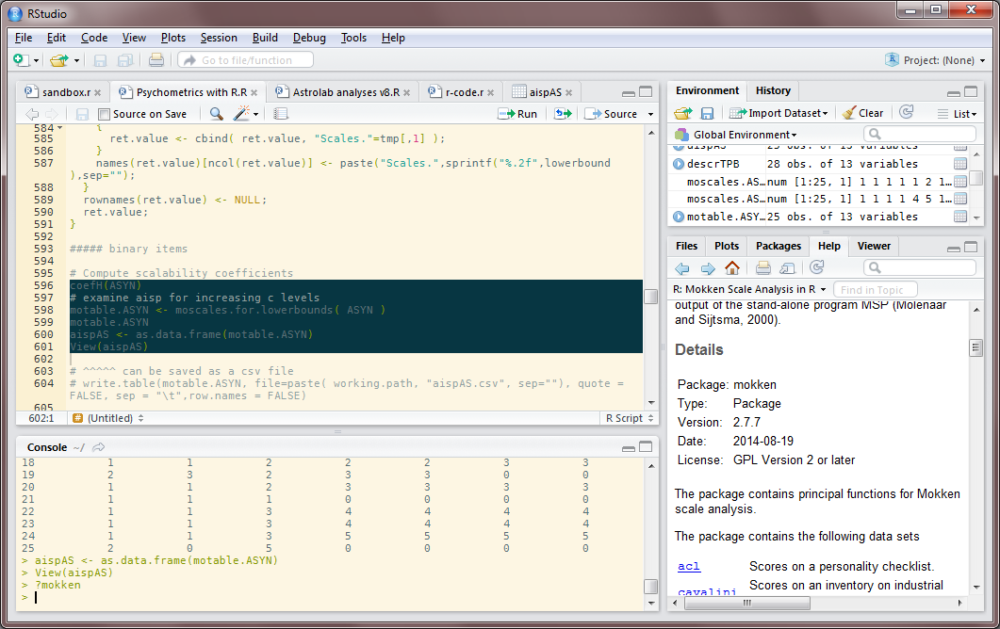 RStudio
File Edit Code View Plots Session Build Debug Tools Help
Go to file/function Project: (None)
sandbox.r Psychometrics with R.R Astrolab analyses v8.R r-code.r aispAS
Source on Save Run Source
584 {
585 ret.value <- cbind( ret.value, "Scales."=tmp[,1] );
586 }
587 names(ret.value)[ncol(ret.value)] <- paste("Scales.",sprintf("%.2f",lowerbound
),sep="");
588 }
589 rownames(ret.value) <- NULL;
590 ret.value;
591 }
592
593 ##### binary items
594
595 # Compute scalability coefficients
596 coefH(ASYN)
597 # examine aisp for increasing c levels
598 motable.ASYN <- moscales.for.lowerbounds( ASYN )
599 motable.ASYN
600 aispAS <- as.data.frame(motable.ASYN)
601 View(aispAS)
602
603 # ^^^^^ can be saved as a csv file
604 # write.table(motable.ASYN, file=paste( working.path, "aispAS.csv", sep=""), quote =
FALSE, sep = "\t",row.names = FALSE)
605
602:1 # (Untitled) R Script
Console ~/
18 1 1 2 2 2 3 3
19 2 3 2 3 3 0 0
20 1 1 2 3 3 3 3
21 1 1 1 0 0 0 0
22 1 1 3 4 4 4 4
23 1 1 3 4 4 4 4
24 1 1 3 5 5 5 5
25 2 0 5 0 0 0 0
> aispAS <- as.data.frame(motable.ASYN)
> View(aispAS)
> ?mokken
>
Environment History
Import Dataset Clear List
Global Environment
aispAS 25 obs. of 13 variables
descrTPB 28 obs. of 13 variables
moscales.AS… num [1:25, 1] 1 1 1 1 1 2 1…
moscales.AS… num [1:25, 1] 1 1 1 1 4 5 1…
motable.ASY… 25 obs. of 13 variables
Files Plots Packages Help Viewer
R: Mokken Scale Analysis in R Find in Topic
output of the stand-alone program MSP (Molenaar
and Sijtsma, 2000).
Details
Package: mokken
Type: Package
Version: 2.7.7
Date: 2014-08-19
License: GPL Version 2 or later
The package contains principal functions for Mokken
scale analysis.
The package contains the following data sets
acl Scores on a personality checklist.
cavalini Scores on an inventory on industrial